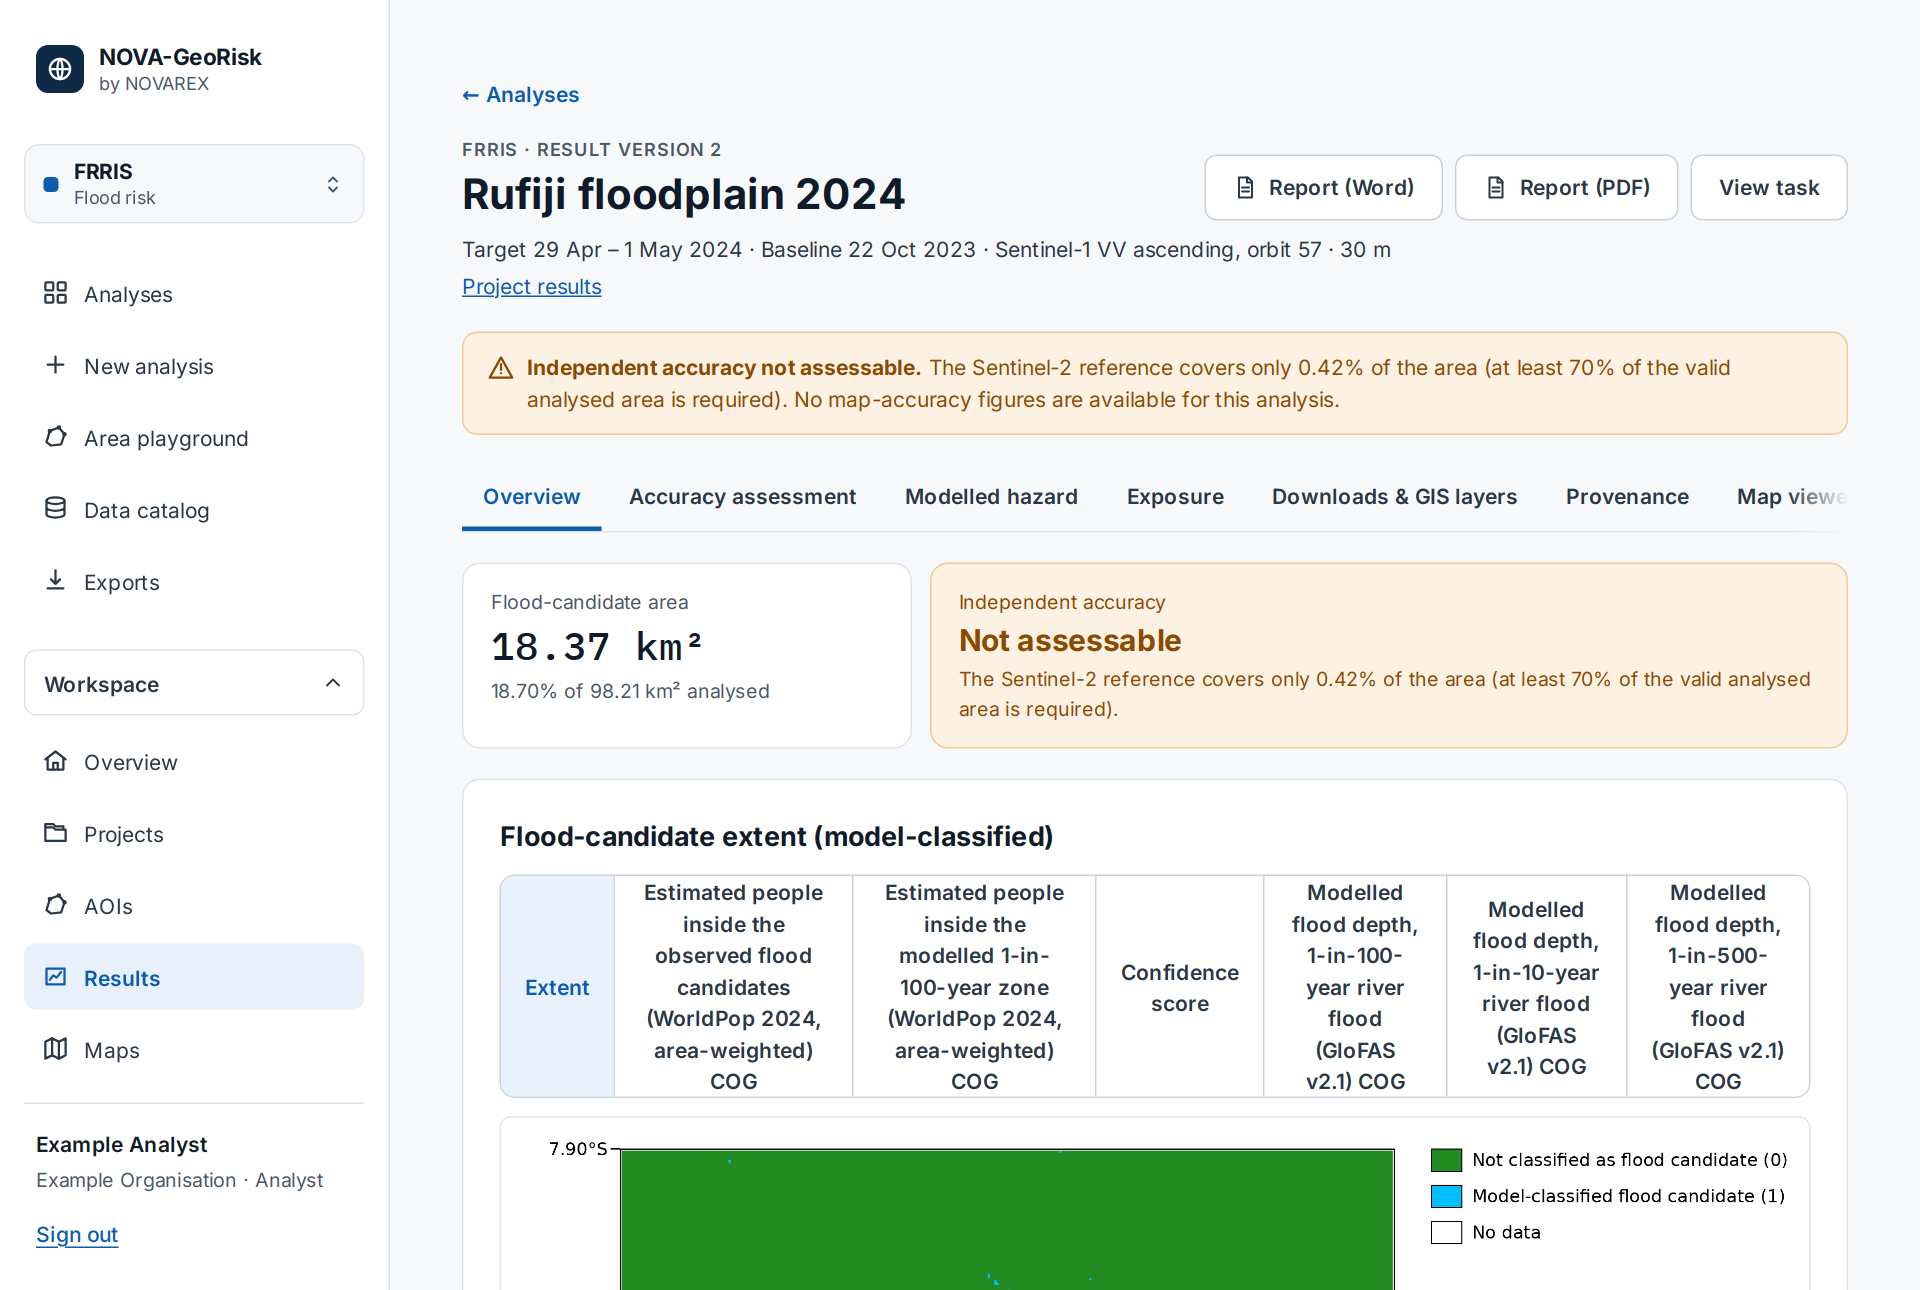 NOVA-GeoRisk
by NOVAREX
FRRIS
Flood risk
Analyses
New analysis
Area playground
Data catalog
Exports
Workspace
Overview
Projects
AOIs
Results
Maps
Example Analyst
Example Organisation · Analyst
Sign out
← Analyses
FRRIS · RESULT VERSION 2
Rufiji floodplain 2024
Report (Word)
Report (PDF)
View task
Target 29 Apr – 1 May 2024 · Baseline 22 Oct 2023 · Sentinel-1 VV ascending, orbit 57 · 30 m
Project results
Independent accuracy not assessable. The Sentinel-2 reference covers only 0.42% of the area (at least 70% of the valid
analysed area is required). No map-accuracy figures are available for this analysis.
Overview
Accuracy assessment
Modelled hazard
Exposure
Downloads & GIS layers
Provenance
Map viewe
Flood-candidate area
18.37 km²
18.70% of 98.21 km² analysed
Independent accuracy
Not assessable
The Sentinel-2 reference covers only 0.42% of the area (at least 70% of the valid analysed
area is required).
Flood-candidate extent (model-classified)
Extent
Estimated people
inside the
observed flood
candidates
(WorldPop 2024,
area-weighted)
COG
Estimated people
inside the
modelled 1-in-
100-year zone
(WorldPop 2024,
area-weighted)
COG
Confidence
score
Modelled
flood depth,
1-in-100-
year river
flood
(GloFAS
v2.1) COG
Modelled
flood depth,
1-in-10-year
river flood
(GloFAS
v2.1) COG
Modelled
flood depth,
1-in-500-
year river
flood
(GloFAS v2.1)
COG
7.90°S
Not classified as flood candidate (0)
Model-classified flood candidate (1)
No data